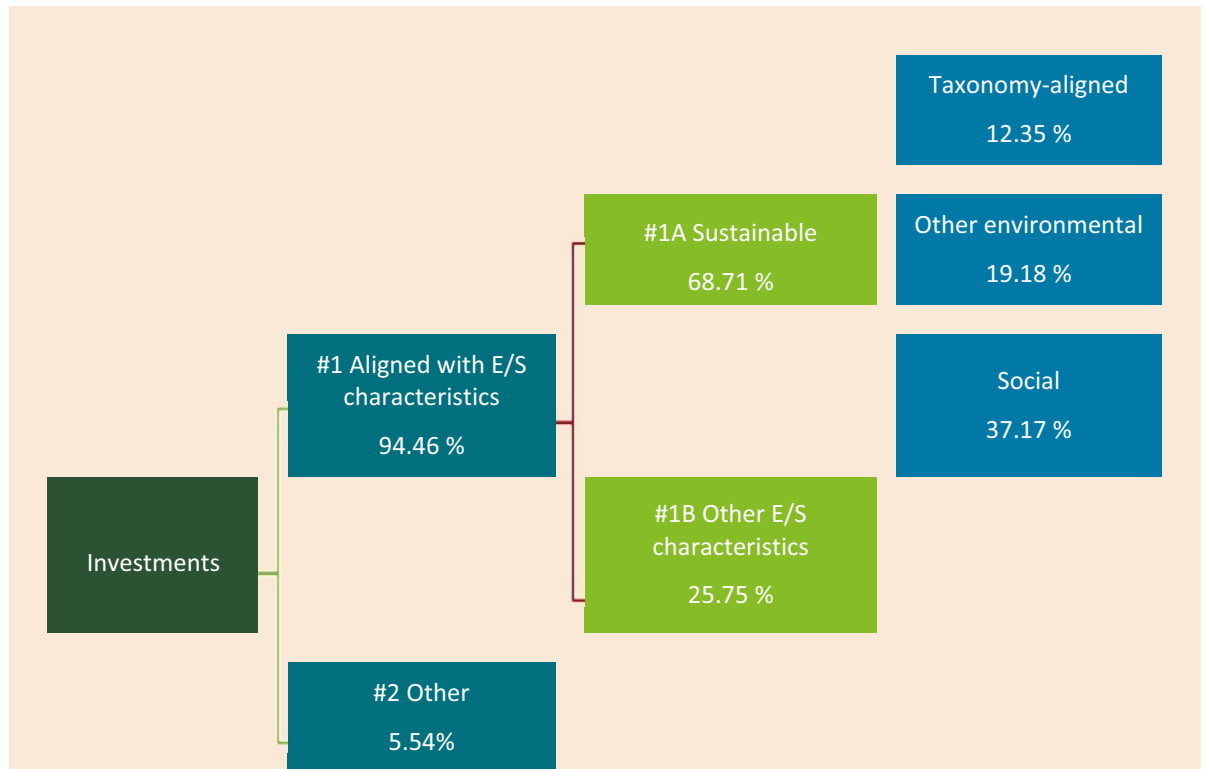 Taxonomy-aligned
12.35 %
#1A Sustainable
68.71 %
Other environmental
19.18 %
#1 Aligned with E/S
characteristics
94.46 %
Social
37.17 %
Investments
#1B Other E/S
characteristics
25.75 %
#2 Other
5.54%